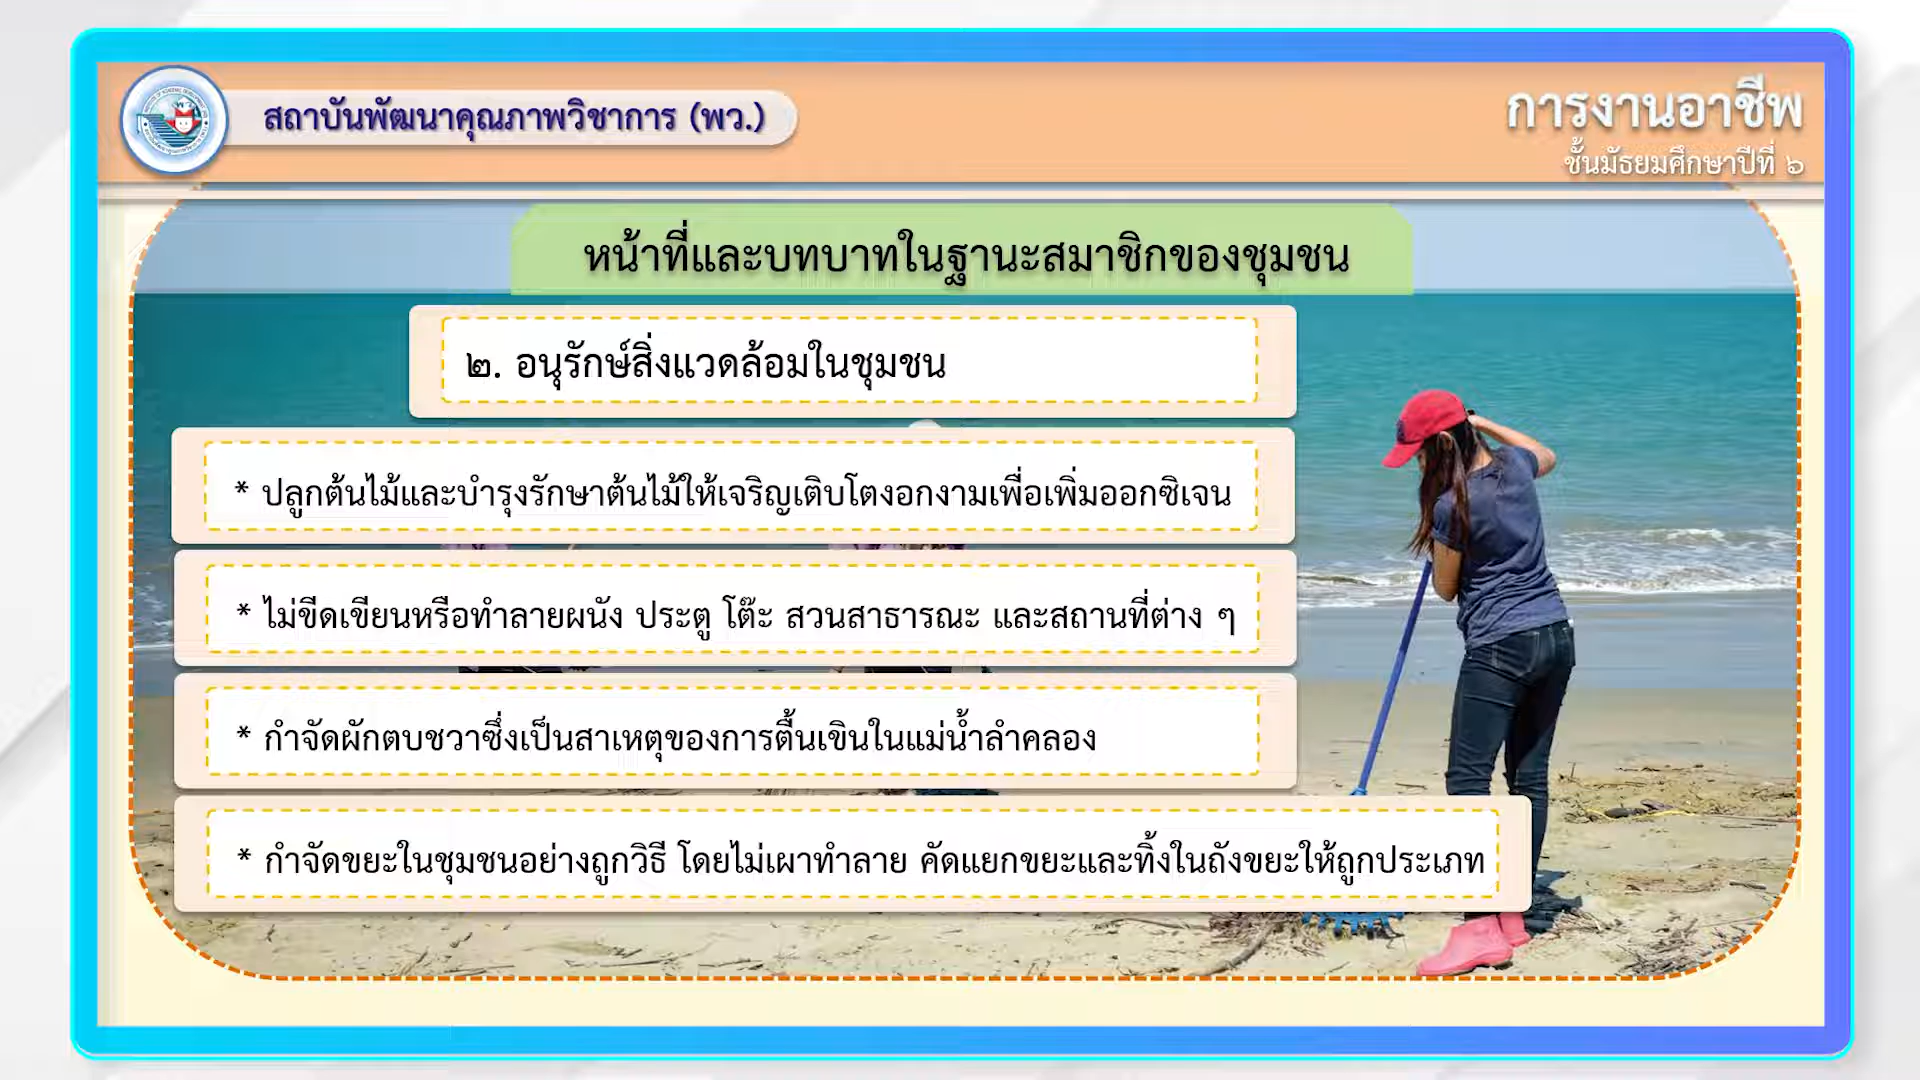 สถาบันพัฒนาคุณภาพวิชาการ (พว.)
การงานอาชีพ
ชั้นมัธยมศึกษาปีที่ ๖
หน้าที่และบทบาทในฐานะสมาชิกของชุมชน
๒. อนุรักษ์สิ่งแวดล้อมในชุมชน
* ปลูกต้นไม้และบำรุงรักษาต้นไม้ให้เจริญเติบโตงอกงามเพื่อเพิ่มออกซิเจน
* ไม่ขีดเขียนหรือทำลายผนัง ประตู โต๊ะ สวนสาธารณะ และสถานที่ต่าง ๆ
* กำจัดผักตบชวาซึ่งเป็นสาเหตุของการตื้นเขินในแม่น้ำลำคลอง
* กำจัดขยะในชุมชนอย่างถูกวิธี โดยไม่เผาทำลาย คัดแยกขยะและทิ้งในถังขยะให้ถูกประเภท